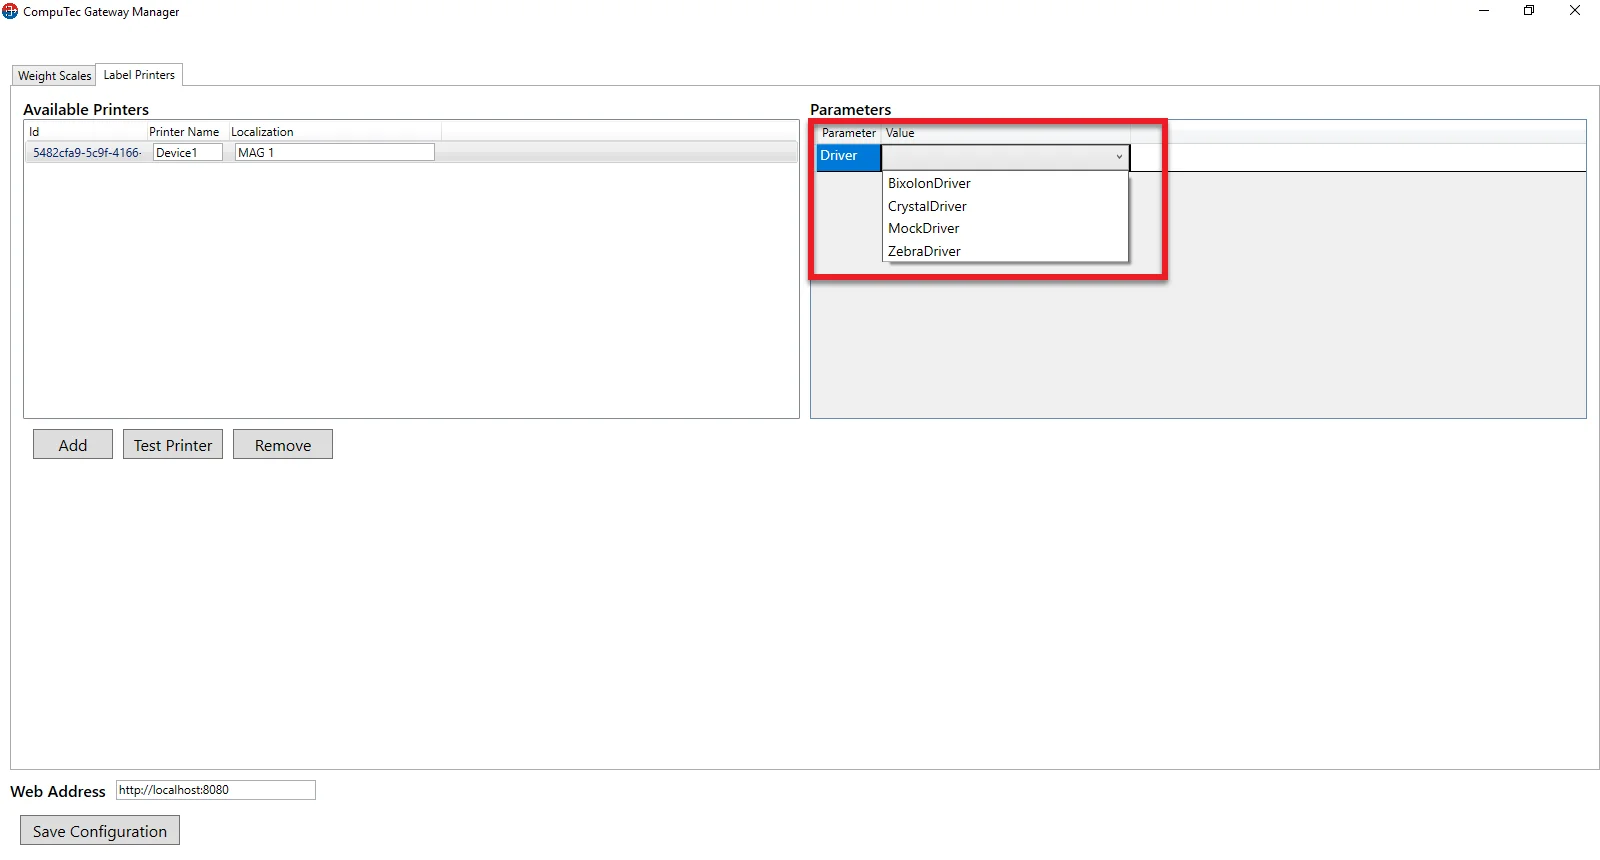 CompuTec Gateway Manager
Weight Scales Label Printers
Available Printers
Id Printer Name Localization
5482cfa9-5c9f-4166- Device1 MAG 1
Add Test Printer Remove
Parameters
Parameter Value
Driver
BixolonDriver
CrystalDriver
MockDriver
ZebraDriver
Web Address http://localhost:8080
Save Configuration